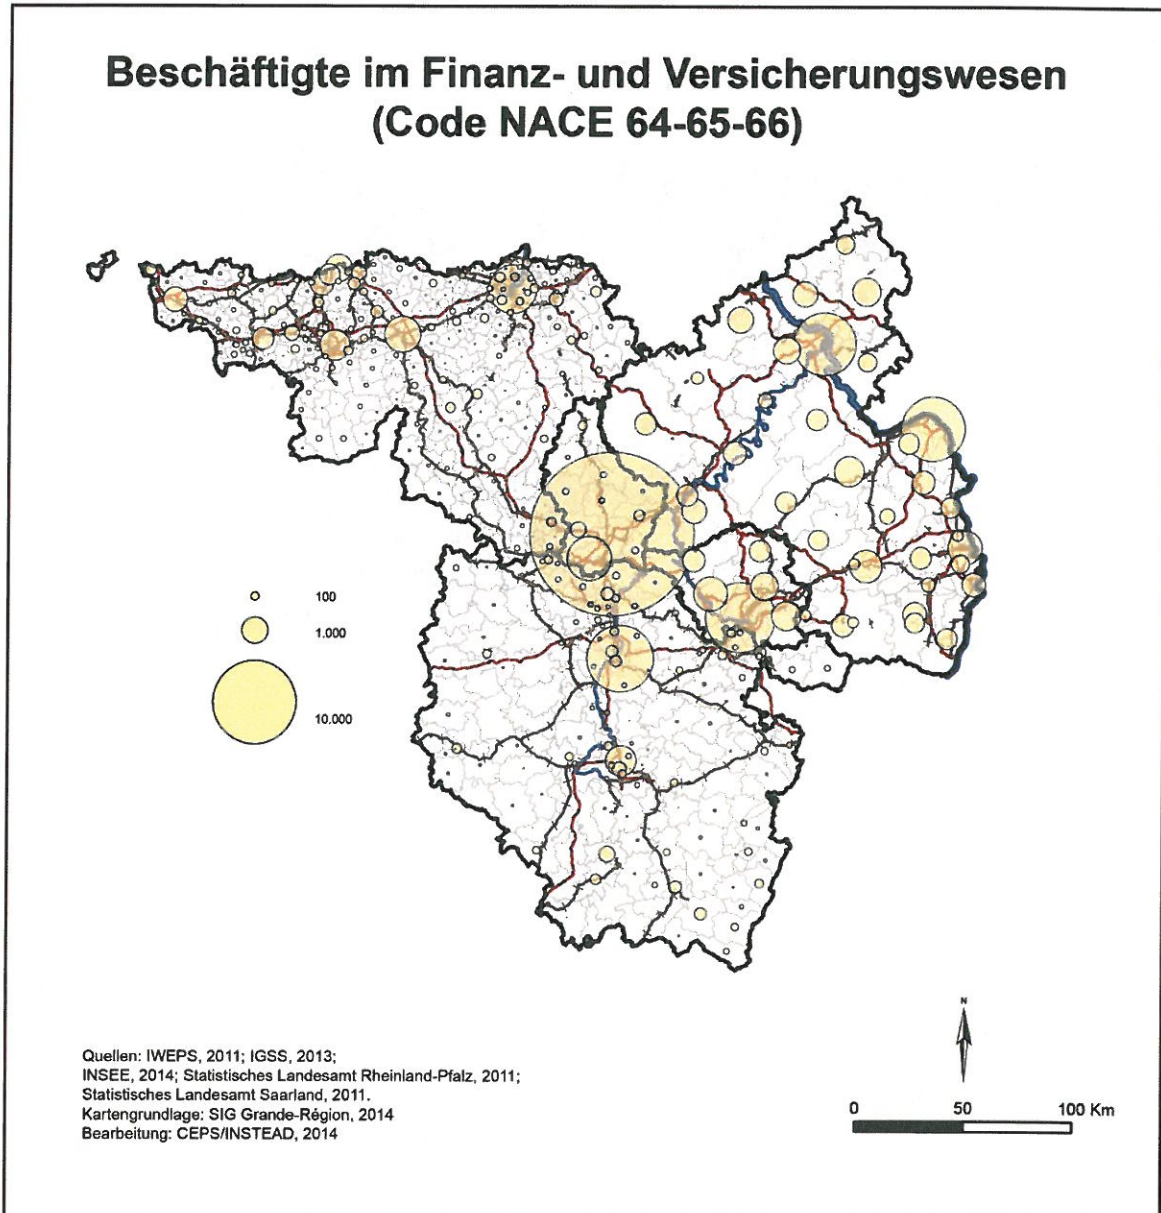 Beschäftigte im Finanz- und Versicherungswesen
(Code NACE 64-65-66)
100
1.000
10.000
N
Quellen: IWEPS, 2011; IGSS, 2013;
INSEE, 2014; Statistisches Landesamt Rheinland-Pfalz, 2011;
Statistisches Landesamt Saarland, 2011.
Kartengrundlage: SIG Grande-Région, 2014
Bearbeitung: CEPS/INSTEAD, 2014
0 50 100 Km